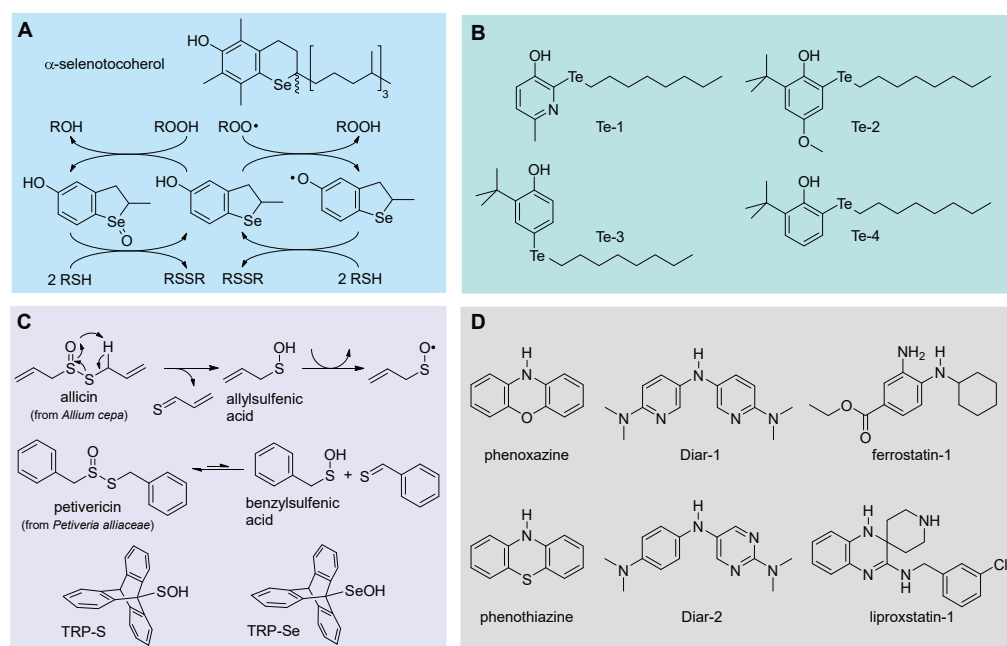 A
α-selenotocoherol
HO
Se
3
ROH
ROOH
ROO•
ROOH
HO
Se
O
HO
Se
•O
Se
2 RSH
RSSR
RSSR
2 RSH
B
OH
Te
N
Te-1
OH
Te
O
Te-2
OH
Te
Te-3
OH
Te
Te-4
C
O
H
S
S
allicin
(from Allium cepa)
S
OH
S
allylsulfenic
acid
O•
S
O
S
S
petivericin
(from Petiveria alliaceae)
OH
S
+
S
benzylsulfenic
acid
SOH
TRP-S
SeOH
TRP-Se
D
H
N
O
phenoxazine
H
N
N
N
N
N
Diar-1
NH2
H
N
O
O
ferrostatin-1
H
N
S
phenothiazine
H
N
N
N
N
N
Diar-2
H
N
NH
N
N
H
Cl
liproxstatin-1